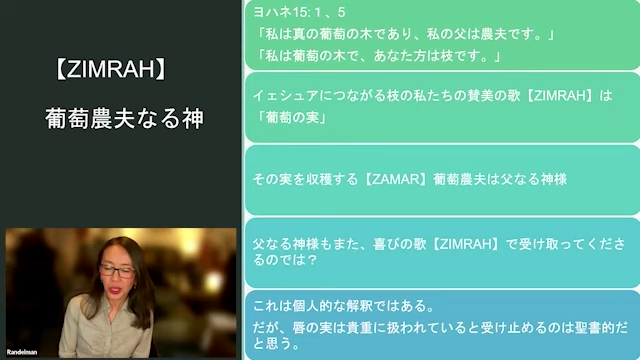 【ZIMRAH】
葡萄農夫なる神
Randelman
ヨハネ15:１、5
「私は真の葡萄の木であり、私の父は農夫です。」
「私は葡萄の木で、あなた方は枝です。」
イェシュアにつながる枝の私たちの賛美の歌【ZIMRAH】は
「葡萄の実」
その実を収穫する【ZAMAR】葡萄農夫は父なる神様
父なる神様もまた、喜びの歌【ZIMRAH】で受け取ってくださ
るのでは？
これは個人的な解釈ではある。
だが、唇の実は貴重に扱われていると受け止めるのは聖書的だ
と思う。